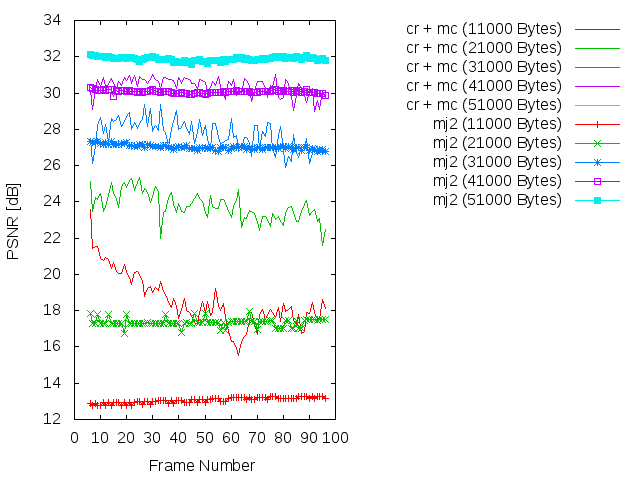 34
32
30
28
26
24
22
20
18
16
14
12
PSNR [dB]
0 10 20 30 40 50 60 70 80 90 100
Frame Number
cr + mc (11000 Bytes)
cr + mc (21000 Bytes)
cr + mc (31000 Bytes)
cr + mc (41000 Bytes)
cr + mc (51000 Bytes)
mj2 (11000 Bytes)
mj2 (21000 Bytes)
mj2 (31000 Bytes)
mj2 (41000 Bytes)
mj2 (51000 Bytes)